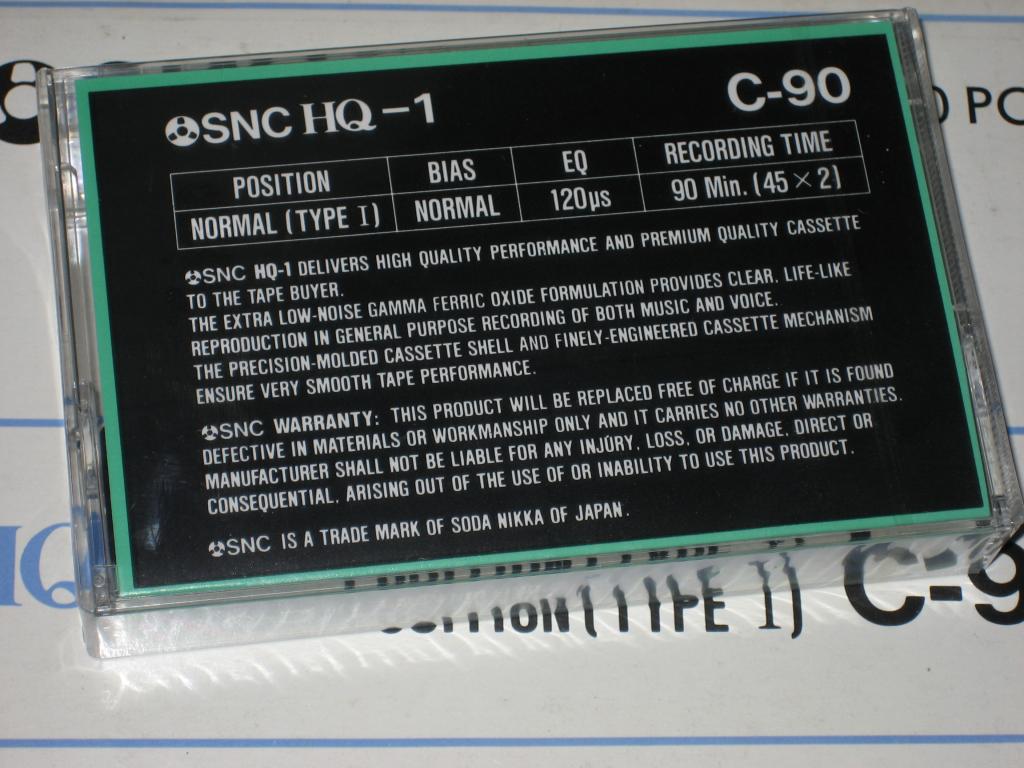 SNC HQ-1 C-90
POSITION BIAS EQ RECORDING TIME
NORMAL (TYPE I) NORMAL 120µs 90 Min. (45×2)
SNC HQ-1 DELIVERS HIGH QUALITY PERFORMANCE AND PREMIUM QUALITY CASSETTE
TO THE TAPE BUYER.
THE EXTRA LOW-NOISE GAMMA FERRIC OXIDE FORMULATION PROVIDES CLEAR, LIFE-LIKE
REPRODUCTION IN GENERAL PURPOSE RECORDING OF BOTH MUSIC AND VOICE.
THE PRECISION-MOLDED CASSETTE SHELL AND FINELY-ENGINEERED CASSETTE MECHANISM
ENSURE VERY SMOOTH TAPE PERFORMANCE.
SNC WARRANTY: THIS PRODUCT WILL BE REPLACED FREE OF CHARGE IF IT IS FOUND
DEFECTIVE IN MATERIALS OR WORKMANSHIP ONLY AND IT CARRIES NO OTHER WARRANTIES.
MANUFACTURER SHALL NOT BE LIABLE FOR ANY INJURY, LOSS, OR DAMAGE, DIRECT OR
CONSEQUENTIAL, ARISING OUT OF THE USE OF OR INABILITY TO USE THIS PRODUCT.
SNC IS A TRADE MARK OF SODA NIKKA OF JAPAN.
HQ
(TYPE I) C-9